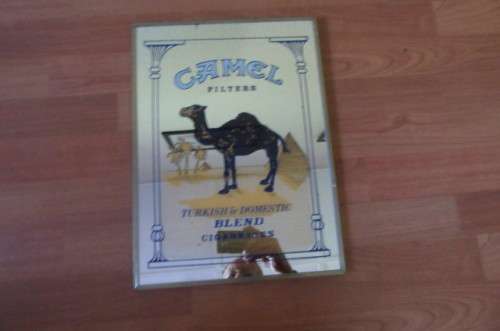 CAMEL
FILTERS
TURKISH & DOMESTIC
BLEND
CIGARETTES